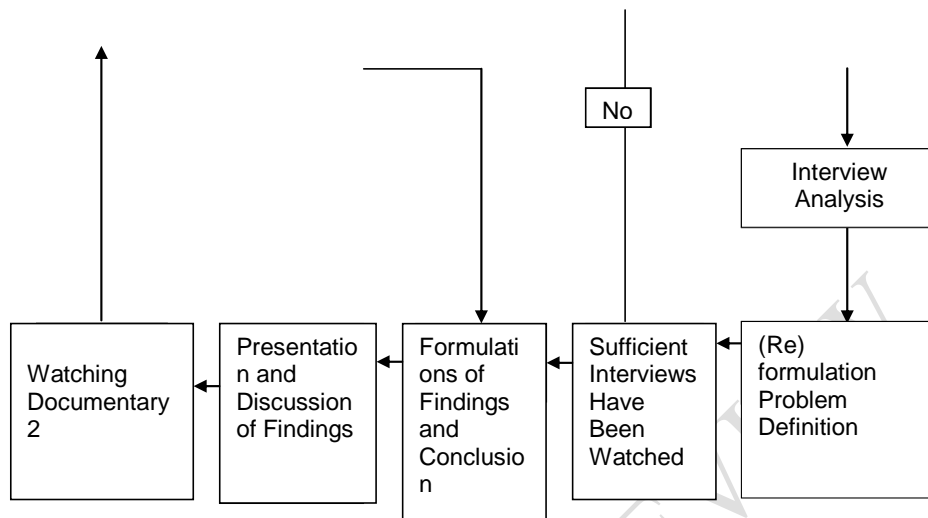 No
Interview
Analysis
Watching
Documentary
2
Presentatio
n and
Discussion
of Findings
Formulati
ons of
Findings
and
Conclusio
n
Sufficient
Interviews
Have
Been
Watched
(Re)
formulation
Problem
Definition